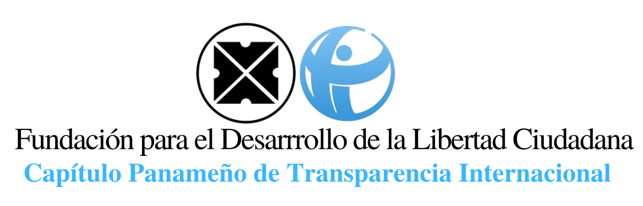 Fundación para el Desarrrollo de la Libertad Ciudadana
Capítulo Panameño de Transparencia Internacional